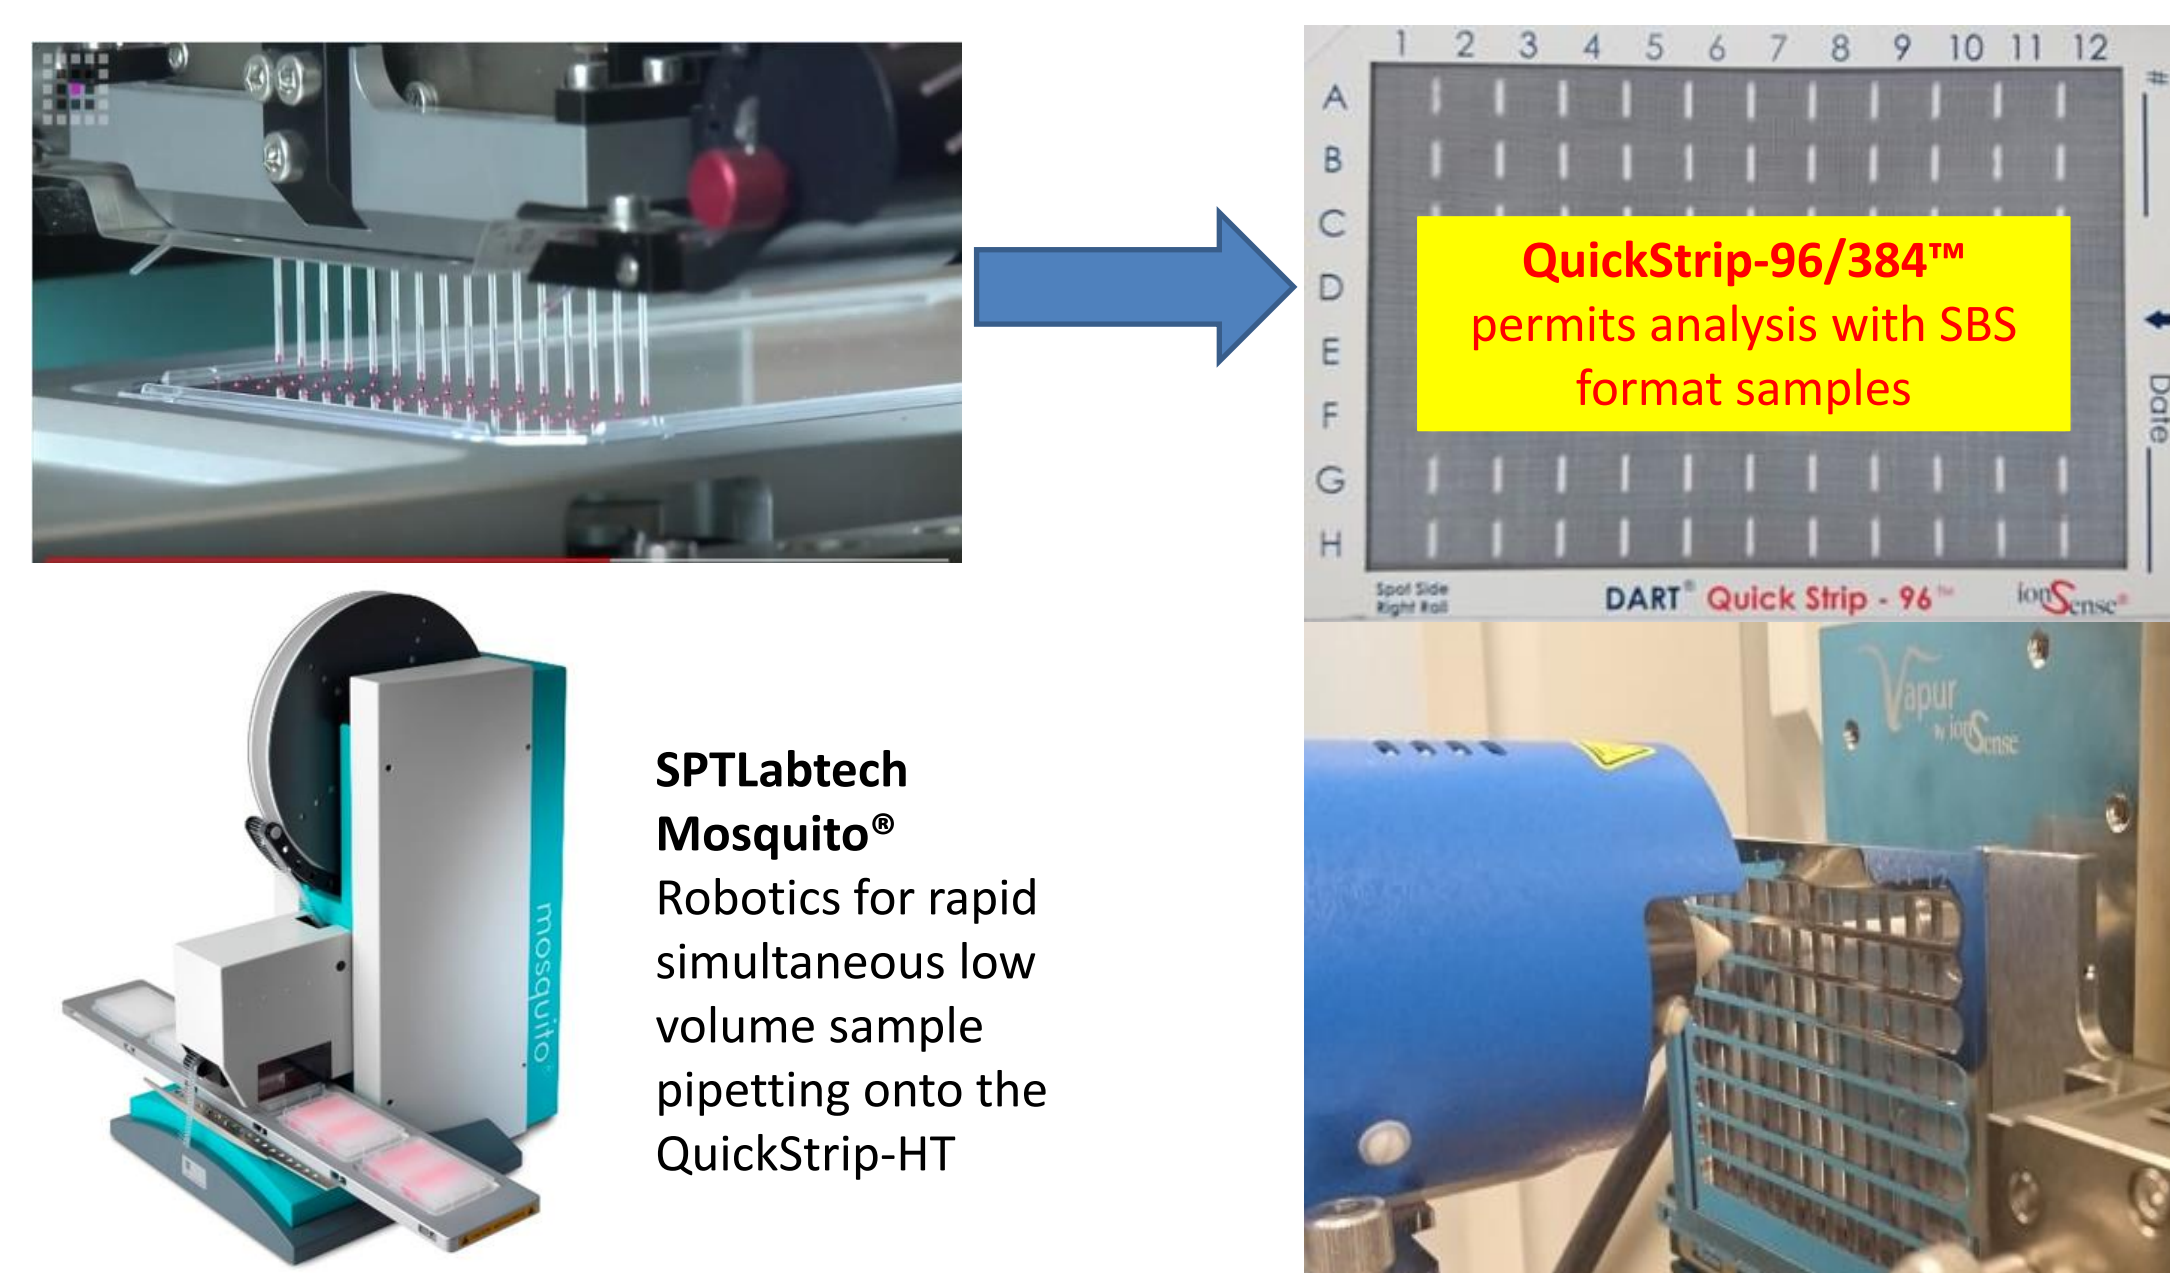 1 2 3 4 5 6 7 8 9 10 11 12
#
A
B
C
D
E
F
G
H
Date
QuickStrip-96/384™
permits analysis with SBS
format samples
Spot Side
Right Rail
DART® Quick Strip - 96™
ionSense®
mosquito
SPTLabtech
Mosquito®
Robotics for rapid
simultaneous low
volume sample
pipetting onto the
QuickStrip-HT
Vapur
By ionSense